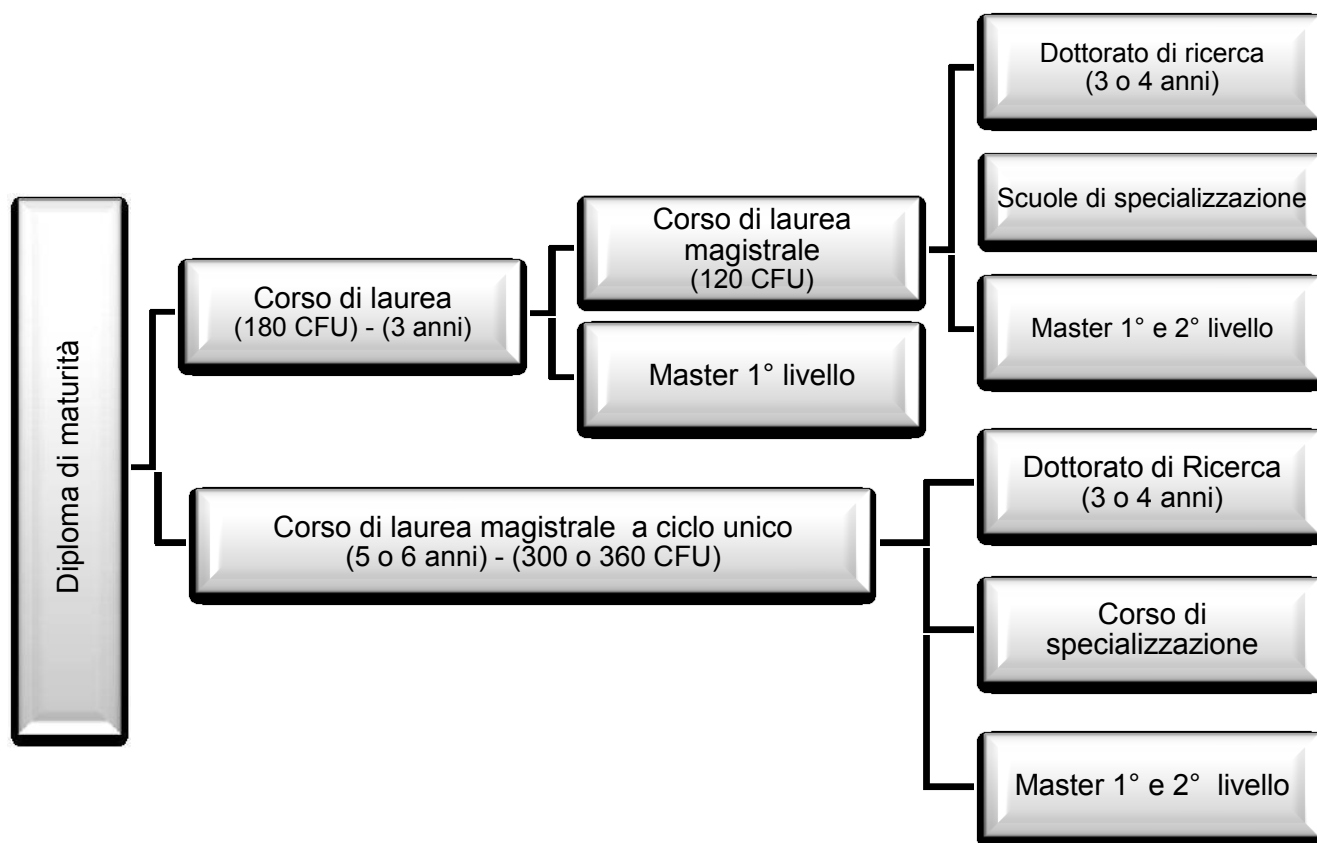 Diploma di maturità
Corso di laurea
(180 CFU) - (3 anni)
Corso di laurea
magistrale
(120 CFU)
Master 1° livello
Dottorato di ricerca
(3 o 4 anni)
Scuole di specializzazione
Master 1° e 2° livello
Corso di laurea magistrale a ciclo unico
(5 o 6 anni) - (300 o 360 CFU)
Dottorato di Ricerca
(3 o 4 anni)
Corso di
specializzazione
Master 1° e 2° livello